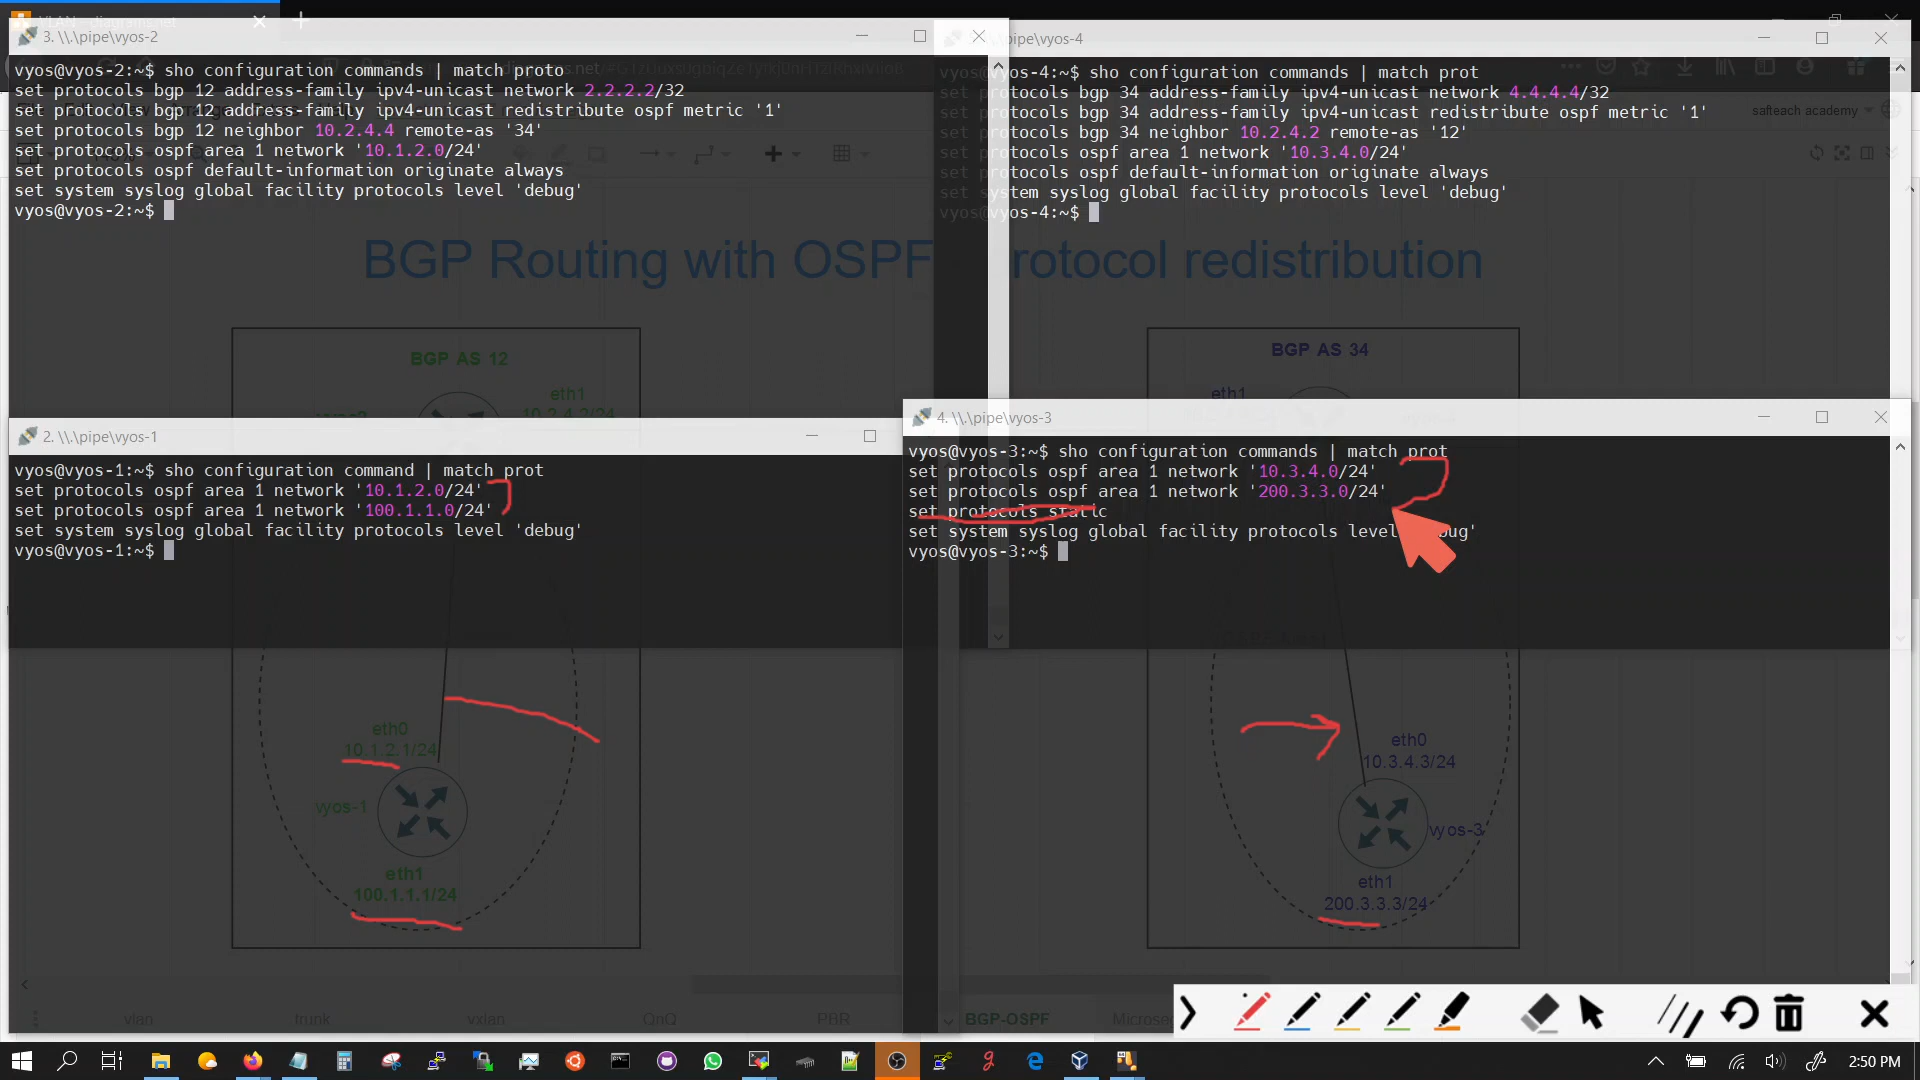 3. \\.\pipe\vyos-2
vyos@vyos-2:~$ sho configuration commands | match proto
set protocols bgp 12 address-family ipv4-unicast network 2.2.2.2/32
set protocols bgp 12 address-family ipv4-unicast redistribute ospf metric '1'
set protocols bgp 12 neighbor 10.2.4.4 remote-as '34'
set protocols ospf area 1 network '10.1.2.0/24'
set protocols ospf default-information originate always
set system syslog global facility protocols level 'debug'
vyos@vyos-2:~$
pipe\vyos-4
vyos@vyos-4:~$ sho configuration commands | match prot
set protocols bgp 34 address-family ipv4-unicast network 4.4.4.4/32
set protocols bgp 34 address-family ipv4-unicast redistribute ospf metric '1'
set protocols bgp 34 neighbor 10.2.4.2 remote-as '12'
set protocols ospf area 1 network '10.3.4.0/24'
set protocols ospf default-information originate always
set system syslog global facility protocols level 'debug'
vyos@vyos-4:~$
safteach academy
BGP Routing with OSPF rotocol redistribution
BGP AS 12
eth1
BGP AS 34
eth1
2. \\.\pipe\vyos-1
vyos@vyos-1:~$ sho configuration command | match prot
set protocols ospf area 1 network '10.1.2.0/24'
set protocols ospf area 1 network '100.1.1.0/24'
set system syslog global facility protocols level 'debug'
vyos@vyos-1:~$
4. \\.\pipe\vyos-3
vyos@vyos-3:~$ sho configuration commands | match prot
set protocols ospf area 1 network '10.3.4.0/24'
set protocols ospf area 1 network '200.3.3.0/24'
set protocols static
set system syslog global facility protocols level bug'
vyos@vyos-3:~$
eth0
10.1.2.1/24
vyos-1
eth1
100.1.1.1/24
eth0
10.3.4.3/24
vyos-3
eth1
200.3.3.3/24
vlan
trunk
vxlan
QnQ
PBR
BGP-OSPF
Microse
2:50 PM